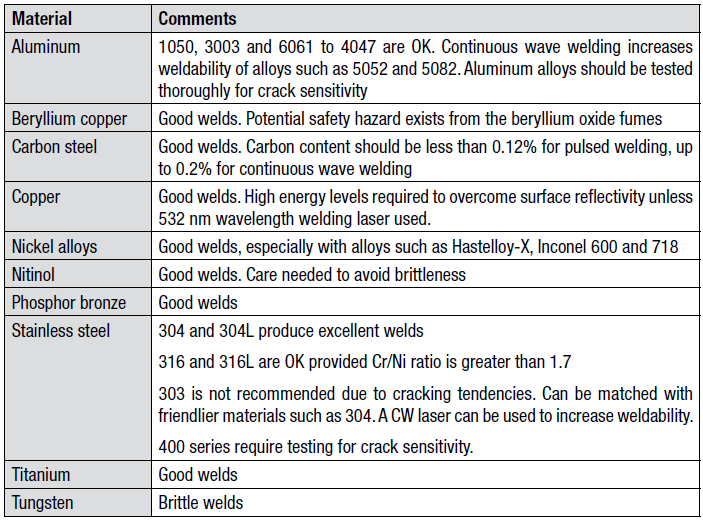 Material Comments
Aluminum 1050, 3003 and 6061 to 4047 are OK. Continuous wave welding increases
weldability of alloys such as 5052 and 5082. Aluminum alloys should be tested
thoroughly for crack sensitivity
Beryllium copper Good welds. Potential safety hazard exists from the beryllium oxide fumes
Carbon steel Good welds. Carbon content should be less than 0.12% for pulsed welding, up
to 0.2% for continuous wave welding
Copper Good welds. High energy levels required to overcome surface reflectivity unless
532 nm wavelength welding laser used.
Nickel alloys Good welds, especially with alloys such as Hastelloy-X, Inconel 600 and 718
Nitinol Good welds. Care needed to avoid brittleness
Phosphor bronze Good welds
Stainless steel 304 and 304L produce excellent welds
316 and 316L are OK provided Cr/Ni ratio is greater than 1.7
303 is not recommended due to cracking tendencies. Can be matched with
friendlier materials such as 304. A CW laser can be used to increase weldability.
400 series require testing for crack sensitivity.
Titanium Good welds
Tungsten Brittle welds